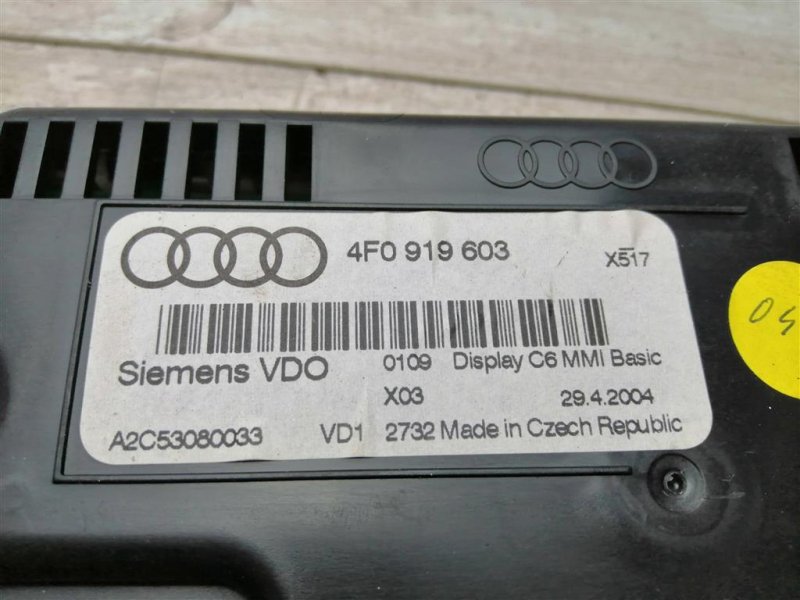 4F0 919 603 X517
Siemens VDO 0109 Display C6 MMI Basic
X03 29.4.2004
A2C53080033 VD1 2732 Made in Czech Republic